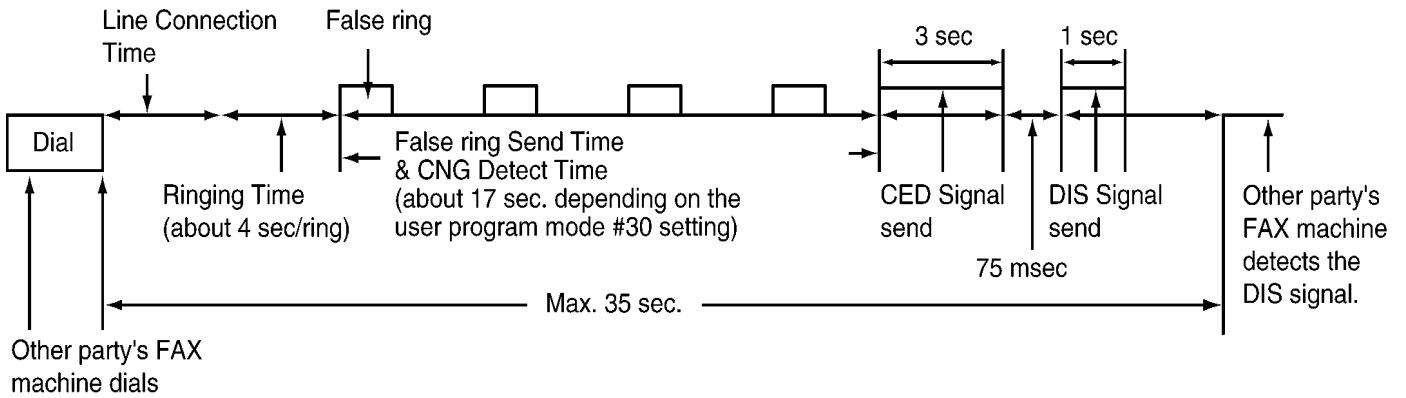 Line Connection
Time
False ring
3 sec
1 sec
Dial
Ringing Time
(about 4 sec/ring)
False ring Send Time
& CNG Detect Time
(about 17 sec. depending on the
user program mode #30 setting)
CED Signal
send
DIS Signal
send
75 msec
Other party's
FAX machine
detects the
DIS signal.
Max. 35 sec.
Other party's FAX
machine dials